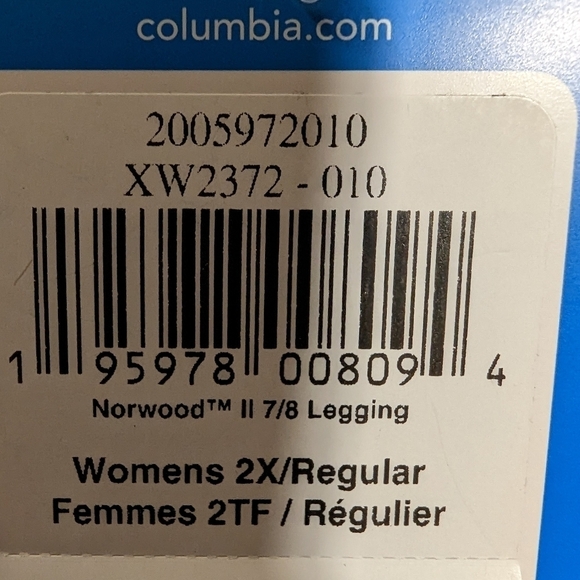 columbia.com
2005972010
XW2372 - 010
1 95978 00809 4
Norwood™ II 7/8 Legging
Womens 2X/Regular
Femmes 2TF / Régulier